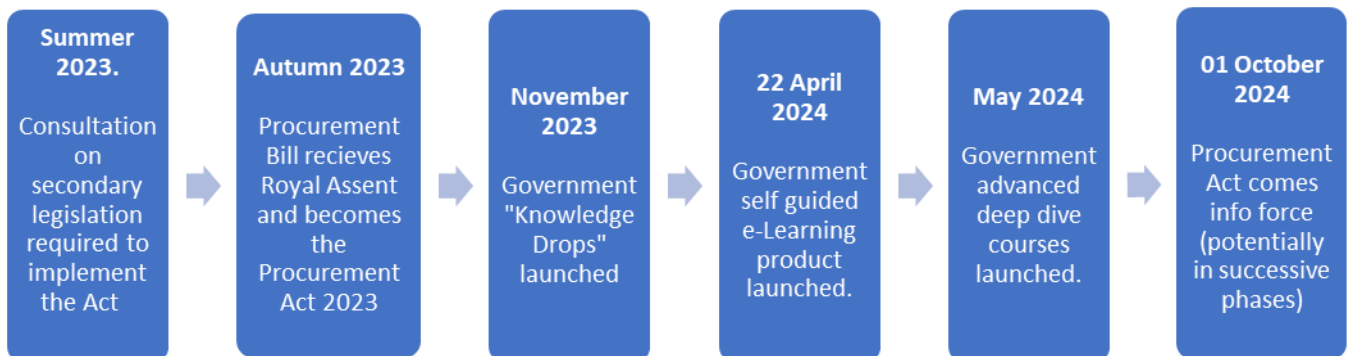 Summer
2023.
Consultation
on
secondary
legislation
required to
implement
the Act
Autumn 2023
Procurement
Bill recieves
Royal Assent
and becomes
the
Procurement
Act 2023
November
2023
Government
"Knowledge
Drops"
launched
22 April
2024
Government
self guided
e-Learning
product
launched.
May 2024
Government
advanced
deep dive
courses
launched.
01 October
2024
Procurement
Act comes
info force
(potentially
in successive
phases)